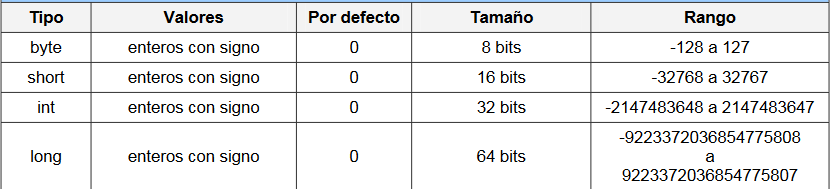 Tipo Valores Por defecto Tamaño Rango
byte enteros con signo 0 8 bits -128 a 127
short enteros con signo 0 16 bits -32768 a 32767
int enteros con signo 0 32 bits -2147483648 a 2147483647
long enteros con signo 0 64 bits -9223372036854775808
a
9223372036854775807